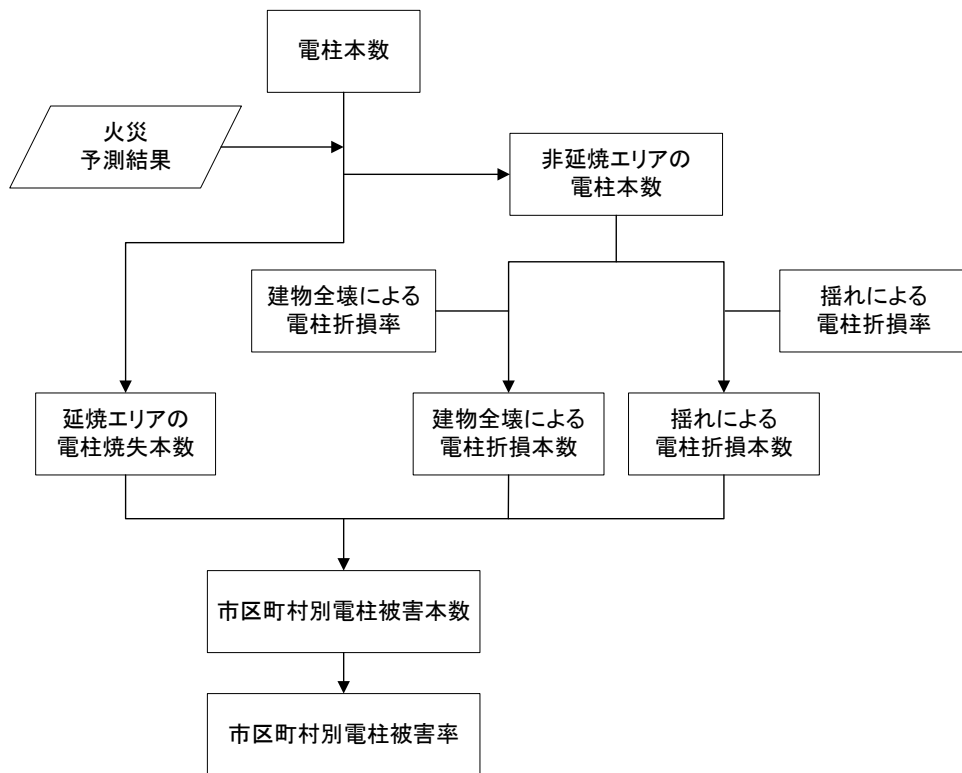 電柱本数
火災
予測結果
非延焼エリアの
電柱本数
建物全壊による
電柱折損率
揺れによる
電柱折損率
延焼エリアの
電柱焼失本数
建物全壊による
電柱折損本数
揺れによる
電柱折損本数
市区町村別電柱被害本数
市区町村別電柱被害率